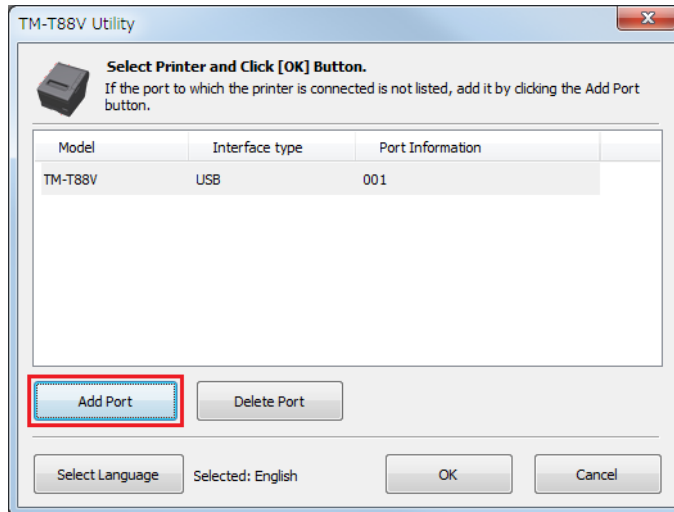 TM-T88V Utility
Select Printer and Click [OK] Button.
If the port to which the printer is connected is not listed, add it by clicking the Add Port
button.
Model Interface type Port Information
TM-T88V USB 001
Add Port Delete Port
Select Language Selected: English OK Cancel